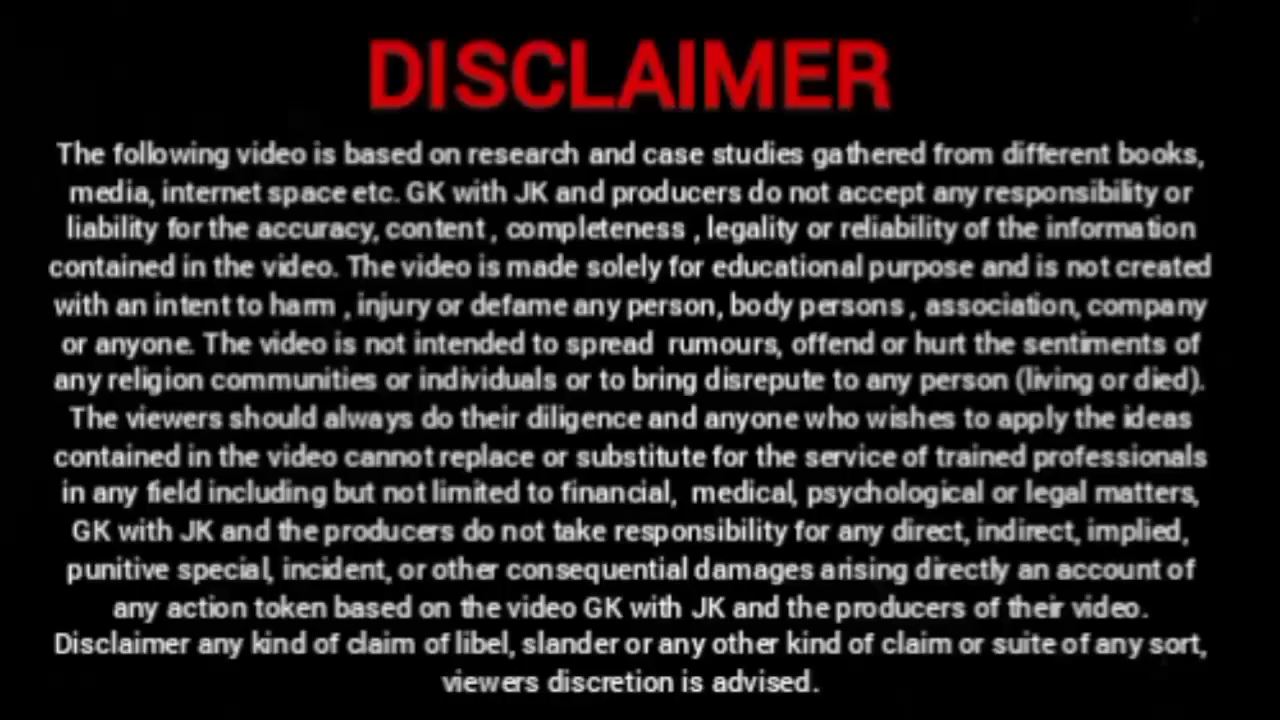 DISCLAIMER
The following video is based on research and case studies gathered from different books,
media, internet space etc. GK with JK and producers do not accept any responsibility or
liability for the accuracy, content , completeness , legality or reliability of the information
contained in the video. The video is made solely for educational purpose and is not created
with an intent to harm , injury or defame any person, body persons , association, company
or anyone. The video is not intended to spread rumours, offend or hurt the sentiments of
any religion communities or individuals or to bring disrepute to any person (living or died).
The viewers should always do their diligence and anyone who wishes to apply the ideas
contained in the video cannot replace or substitute for the service of trained professionals
in any field including but not limited to financial, medical, psychological or legal matters,
GK with JK and the producers do not take responsibility for any direct, indirect, implied,
punitive special, incident, or other consequential damages arising directly an account of
any action token based on the video GK with JK and the producers of their video.
Disclaimer any kind of claim of libel, slander or any other kind of claim or suite of any sort,
viewers discretion is advised.